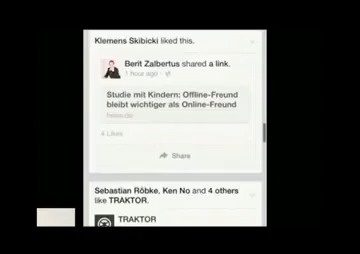 Klemens Skibicki liked this.
Berit Zalbertus shared a link.
1 hour ago
Studie mit Kindern: Offline-Freund
bleibt wichtiger als Online-Freund
heise.de
4 Likes
Share
Sebastian Röbke, Ken No and 4 others
like TRAKTOR.
TRAKTOR